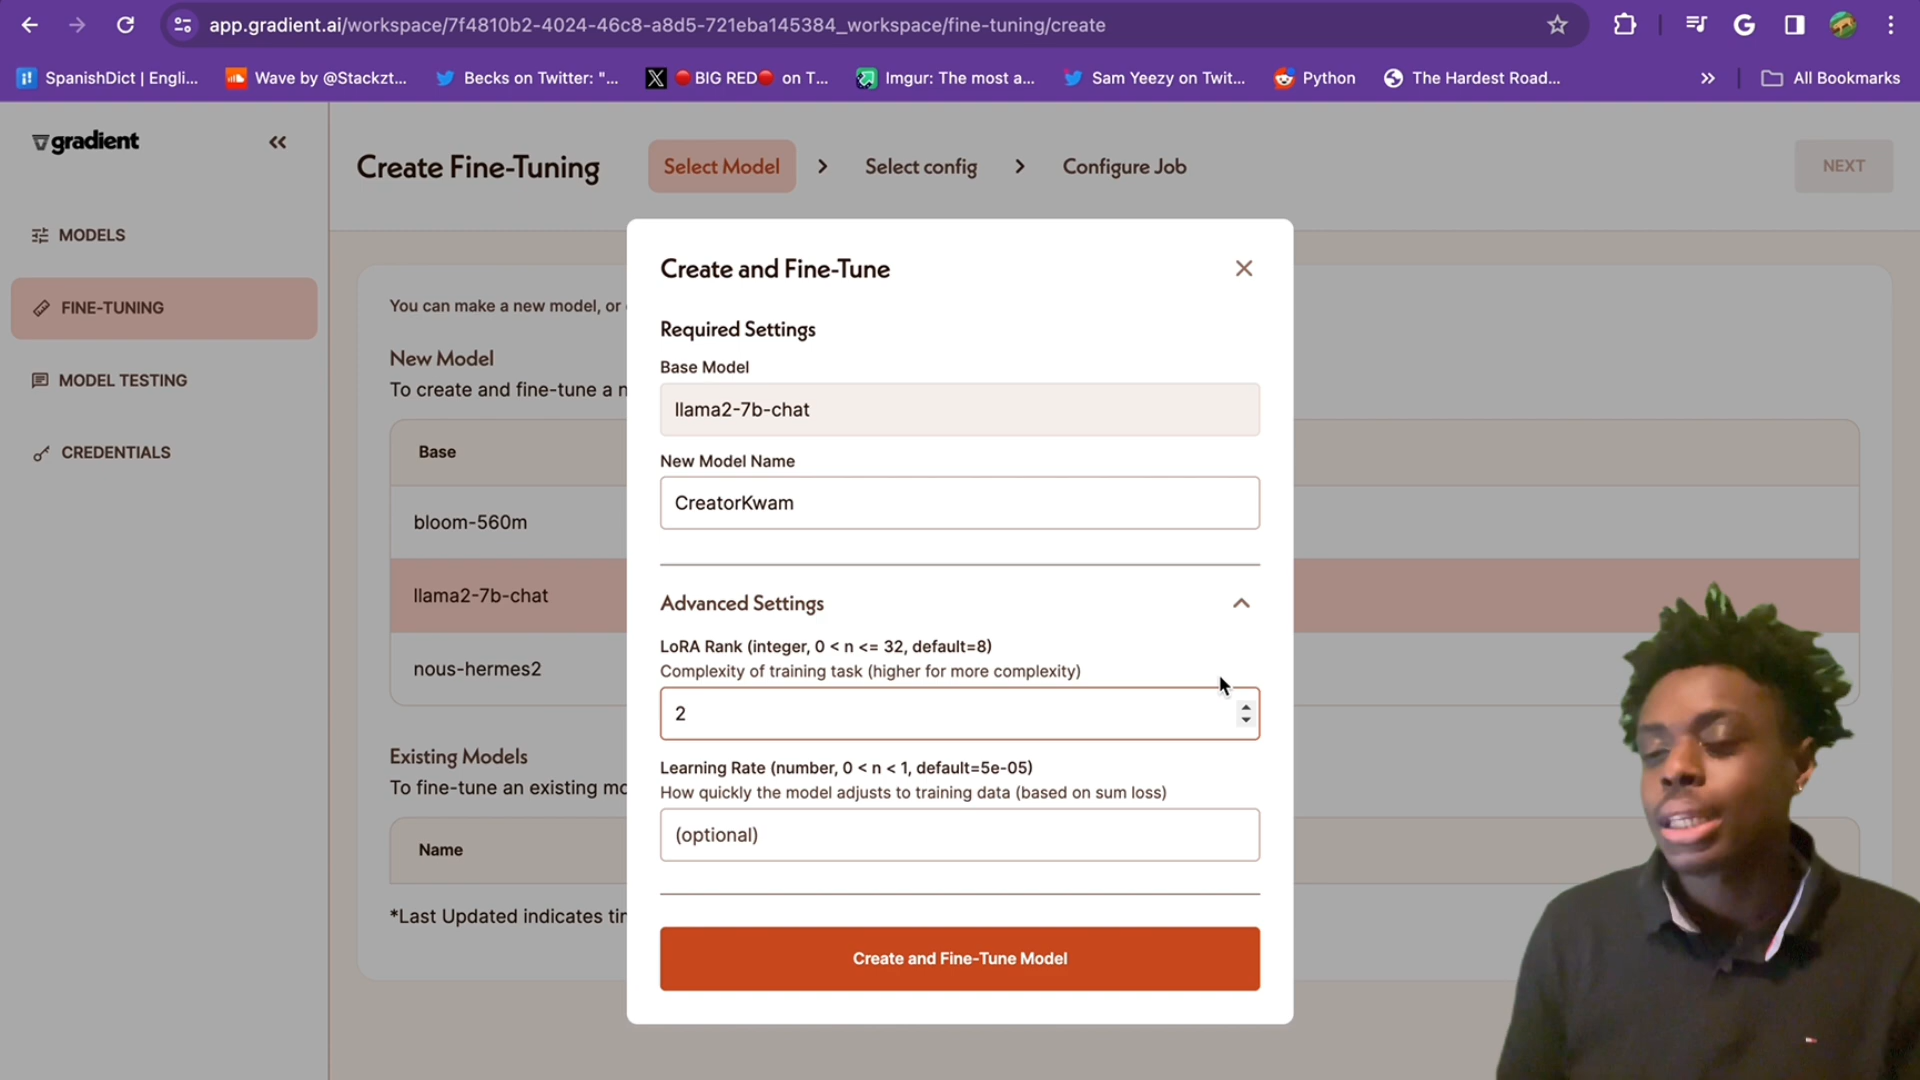 app.gradient.ai/workspace/7f4810b2-4024-46c8-a8d5-721eba145384_workspace/fine-tuning/create
SpanishDict | Engli...
Wave by @Stackzt...
Becks on Twitter: "...
BIG RED on T...
Imgur: The most a...
Sam Yeezy on Twit...
Python
The Hardest Road...
All Bookmarks
gradient
MODELS
FINE-TUNING
MODEL TESTING
CREDENTIALS
Create Fine-Tuning
Select Model
Select config
Configure Job
NEXT
You can make a new model, or
New Model
To create and fine-tune a n
Base
bloom-560m
llama2-7b-chat
nous-hermes2
Existing Models
To fine-tune an existing mo
Name
*Last Updated indicates tin
Create and Fine-Tune
Required Settings
Base Model
llama2-7b-chat
New Model Name
CreatorKwam
Advanced Settings
LoRA Rank (integer, 0 < n <= 32, default=8)
Complexity of training task (higher for more complexity)
2
Learning Rate (number, 0 < n < 1, default=5e-05)
How quickly the model adjusts to training data (based on sum loss)
(optional)
Create and Fine-Tune Model